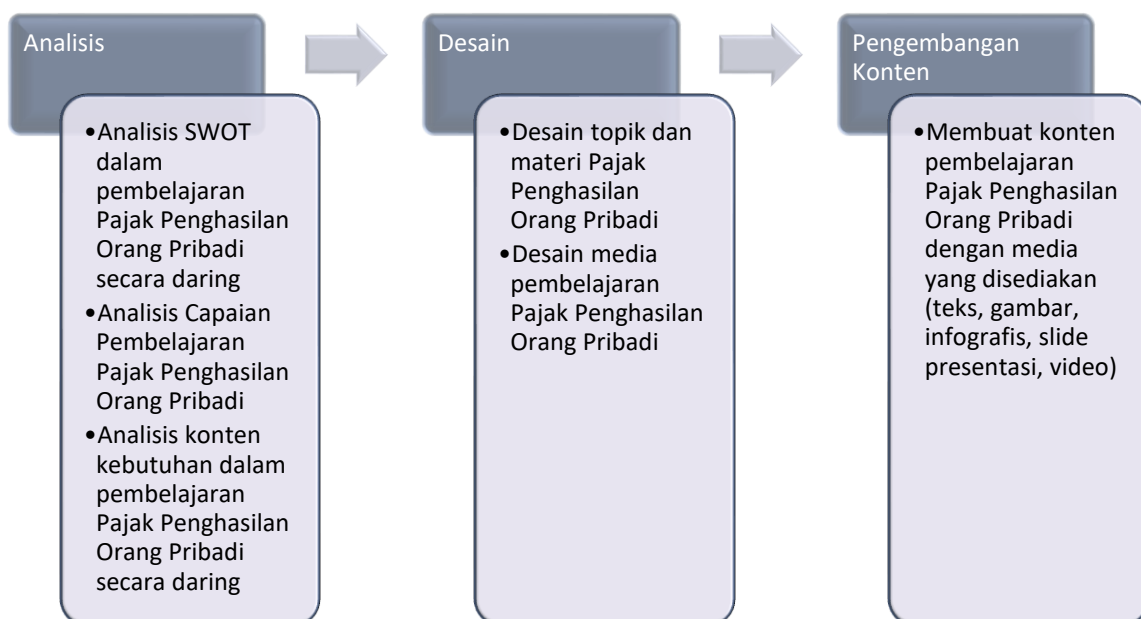 Analisis
•Analisis SWOT
dalam
pembelajaran
Pajak Penghasilan
Orang Pribadi
secara daring
•Analisis Capaian
Pembelajaran
Pajak Penghasilan
Orang Pribadi
•Analisis konten
kebutuhan dalam
pembelajaran
Pajak Penghasilan
Orang Pribadi
secara daring
Desain
•Desain topik dan
materi Pajak
Penghasilan
Orang Pribadi
•Desain media
pembelajaran
Pajak Penghasilan
Orang Pribadi
Pengembangan
Konten
•Membuat konten
pembelajaran
Pajak Penghasilan
Orang Pribadi
dengan media
yang disediakan
(teks, gambar,
infografis, slide
presentasi, video)